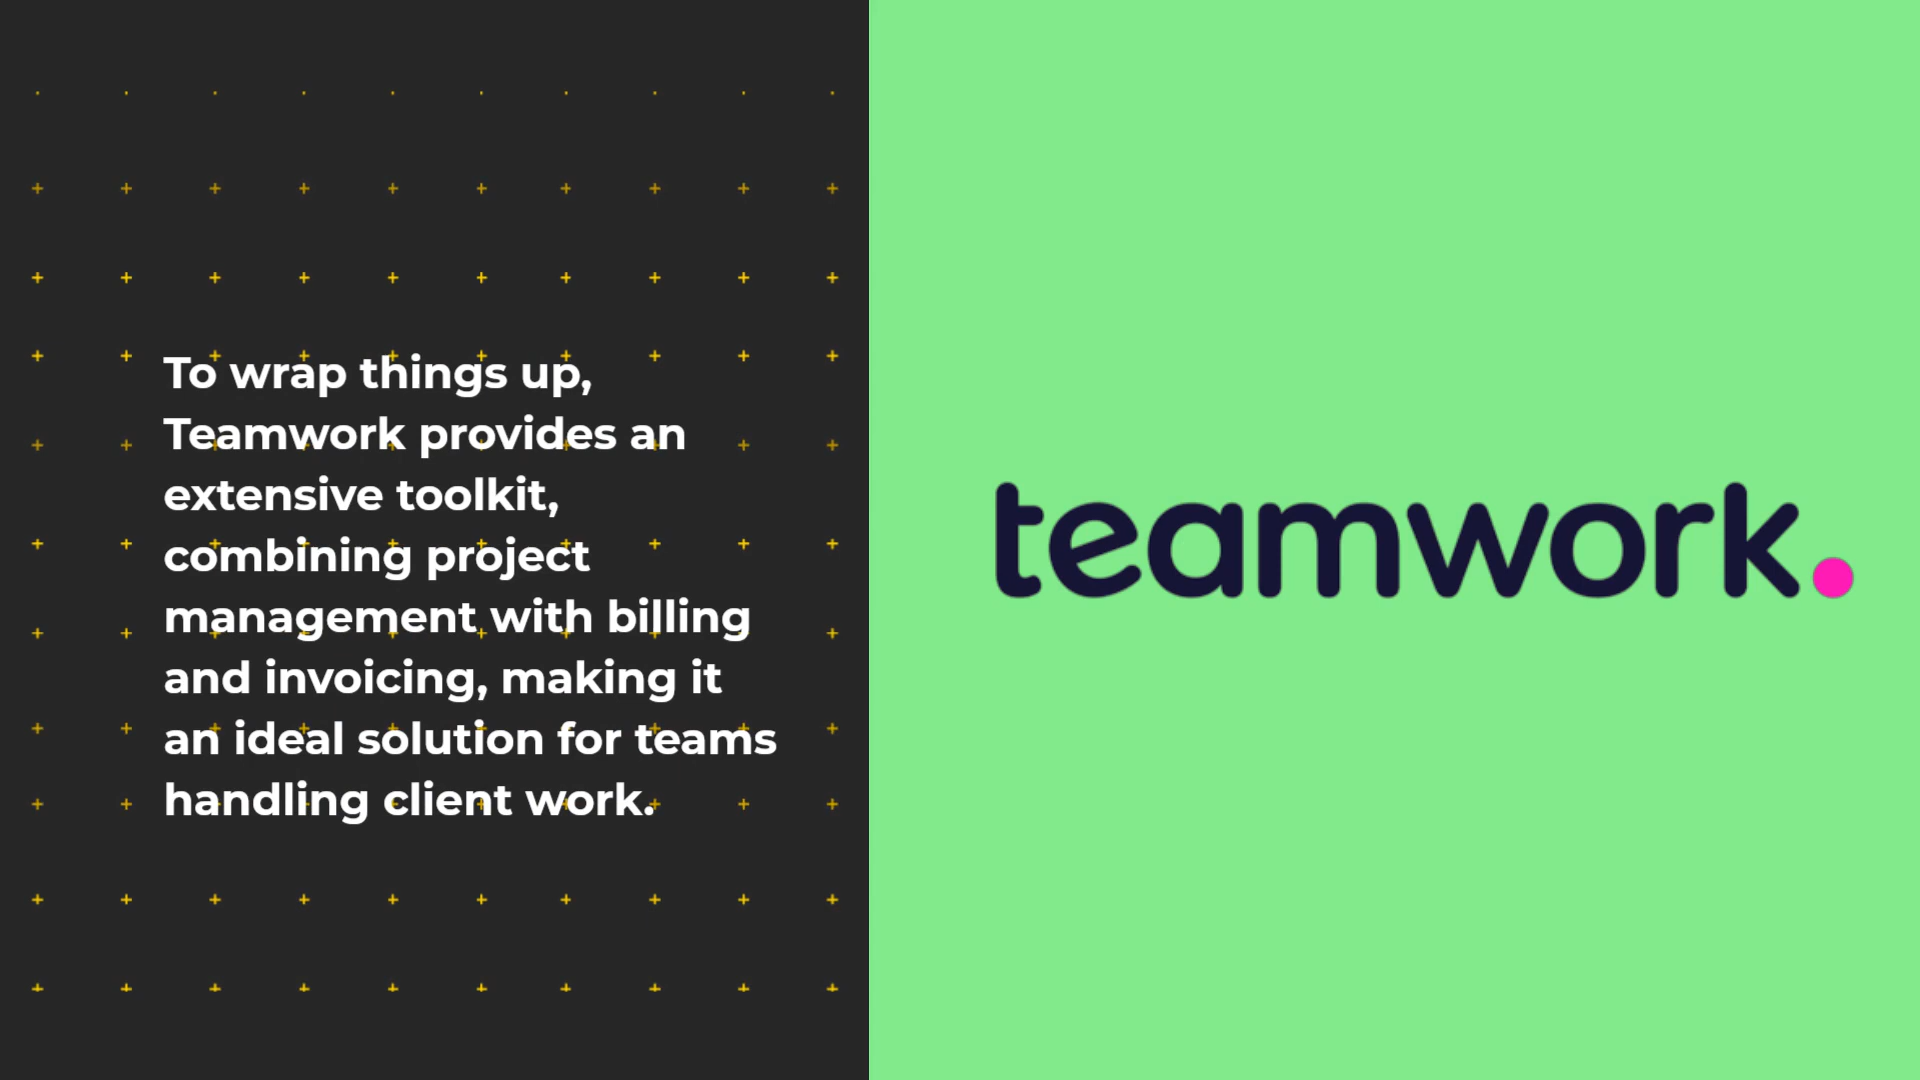 To wrap things up,
Teamwork provides an
extensive toolkit,
combining project
management with billing
and invoicing, making it
an ideal solution for teams
handling client work.
teamwork.